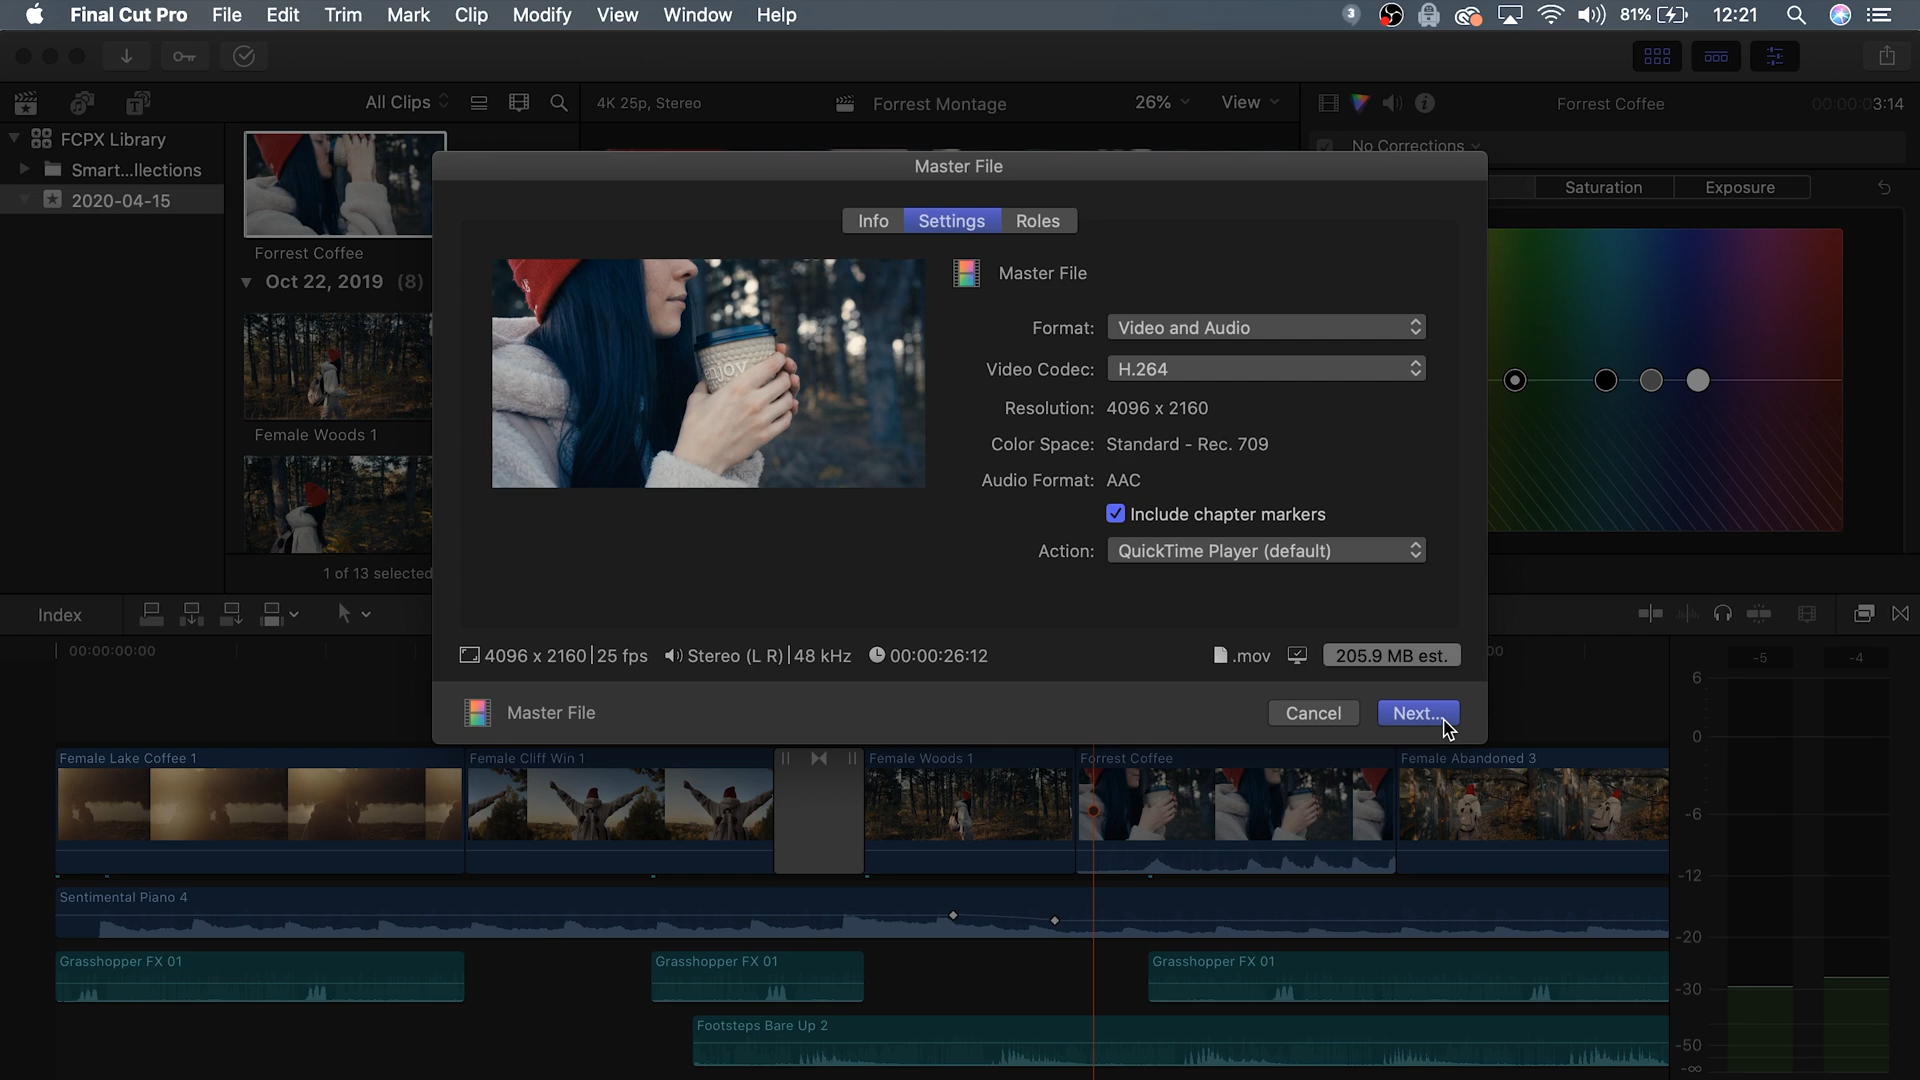 Final Cut Pro File Edit Trim Mark Clip Modify View Window Help
3 81% 12:21
All Clips 4K 25p, Stereo Forrest Montage 26% View Forrest Coffee 00:00:03:14
FCPX Library
Smart...llections
2020-04-15
Forrest Coffee
Oct 22, 2019 (8)
Female Woods 1
1 of 13 selected
No Corrections
Saturation Exposure
Master File
Info Settings Roles
enjoy
Master File
Format: Video and Audio
Video Codec: H.264
Resolution: 4096 x 2160
Color Space: Standard - Rec. 709
Audio Format: AAC
Include chapter markers
Action: QuickTime Player (default)
4096 x 2160 | 25 fps Stereo (L R) | 48 kHz 00:00:26:12 .mov 205.9 MB est.
Master File Cancel Next...
Index
00:00:00:00
-5 -4
6
0
-6
-12
-20
-30
-50
-∞
Female Lake Coffee 1 Female Cliff Win 1 Female Woods 1 Forrest Coffee Female Abandoned 3
Sentimental Piano 4
Grasshopper FX 01 Grasshopper FX 01 Grasshopper FX 01
Footsteps Bare Up 2